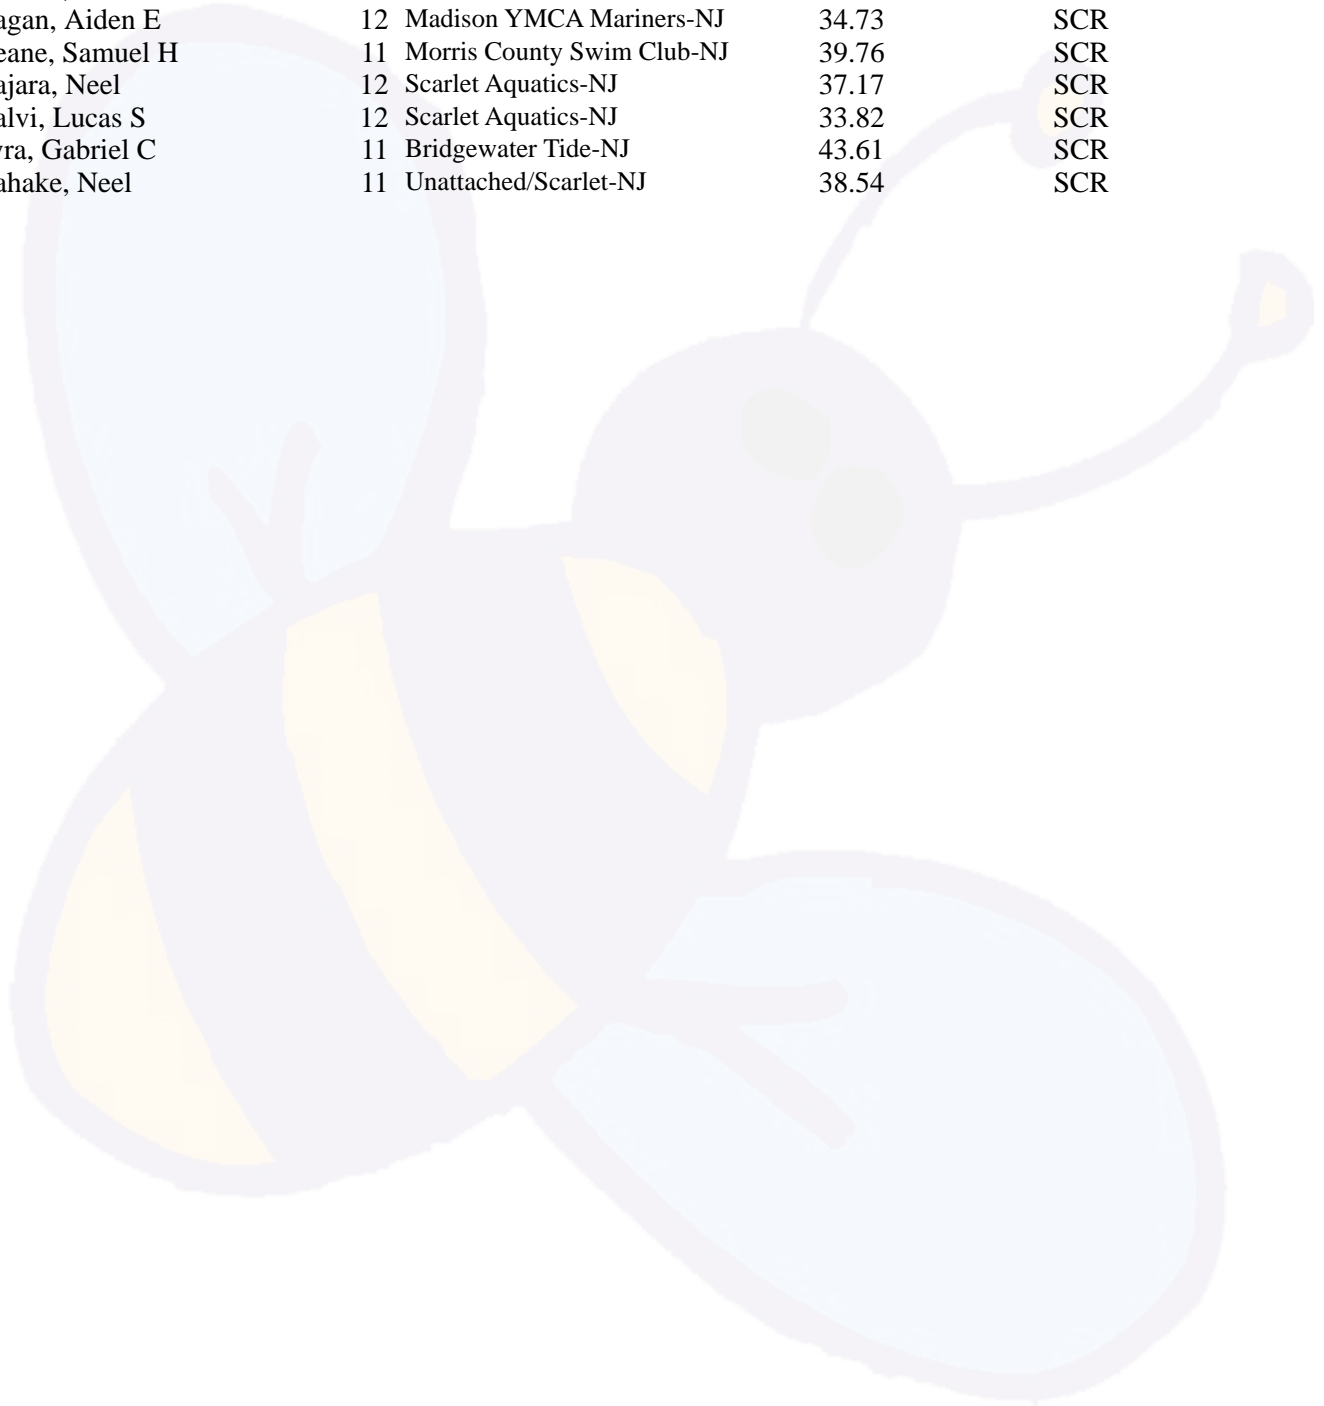 agan, Aiden E 12 Madison YMCA Mariners-NJ 34.73 SCR
eane, Samuel H 11 Morris County Swim Club-NJ 39.76 SCR
ajara, Neel 12 Scarlet Aquatics-NJ 37.17 SCR
alvi, Lucas S 12 Scarlet Aquatics-NJ 33.82 SCR
yra, Gabriel C 11 Bridgewater Tide-NJ 43.61 SCR
ahake, Neel 11 Unattached/Scarlet-NJ 38.54 SCR